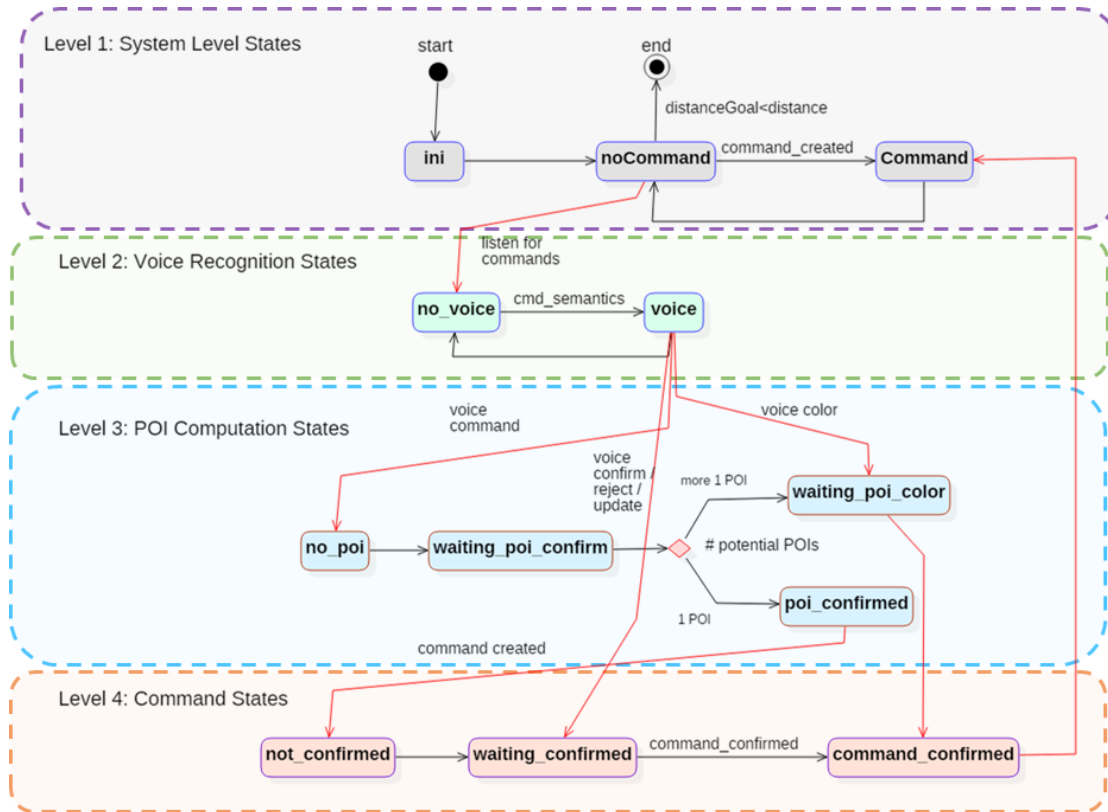 Level 1: System Level States
start
end
distanceGoal<distance
ini
noCommand
command_created
Command
listen for
commands
Level 2: Voice Recognition States
no_voice
cmd_semantics
voice
voice
command
voice color
Level 3: POI Computation States
voice
confirm /
reject /
update
more 1 POI
waiting_poi_color
no_poi
waiting_poi_confirm
# potential POIs
poi_confirmed
1 POI
command created
Level 4: Command States
not_confirmed
waiting_confirmed
command_confirmed
command_confirmed